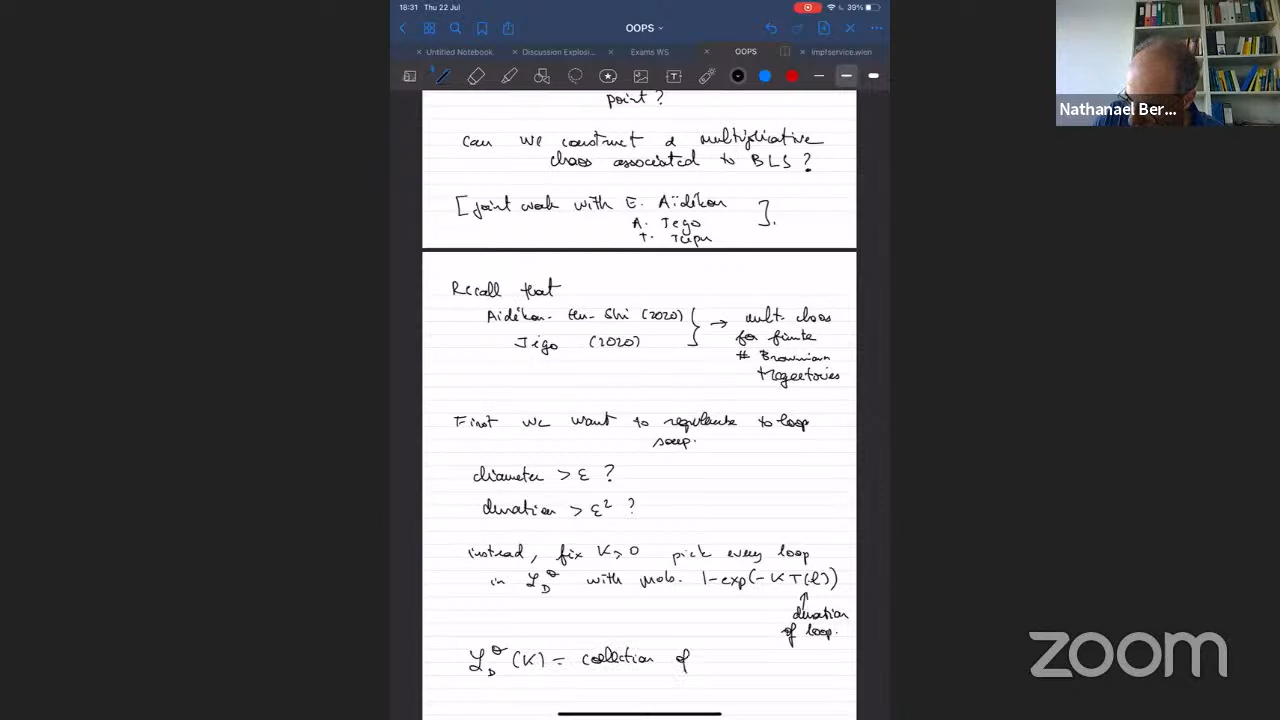 18:31 Thu 22 Jul
39%
OOPS
Untitled Notebook
Discussion Explosi...
Exams WS
OOPS
impfservice.wien
point ?
can we construct a multiplicative
chaos associated to BLS ?
[joint work with E. Aïdékon
A. Jego
T. Lupu ].
Recall that
Aïdékon - Hu - Shi (2020)
Jégo (2020)
→ mult. chaos
for finite
# Brownian
trajectories
First we want to regularise to loop
soup.
diameter > ε ?
duration > ε² ?
instead, fix K > 0 pick every loop
in 𝓛_D^θ with prob. 1-exp(-K T(ℓ))
↑
duration
of loop.
𝓛_D^θ (K) = collection of
Nathanael Ber...
ZOOM